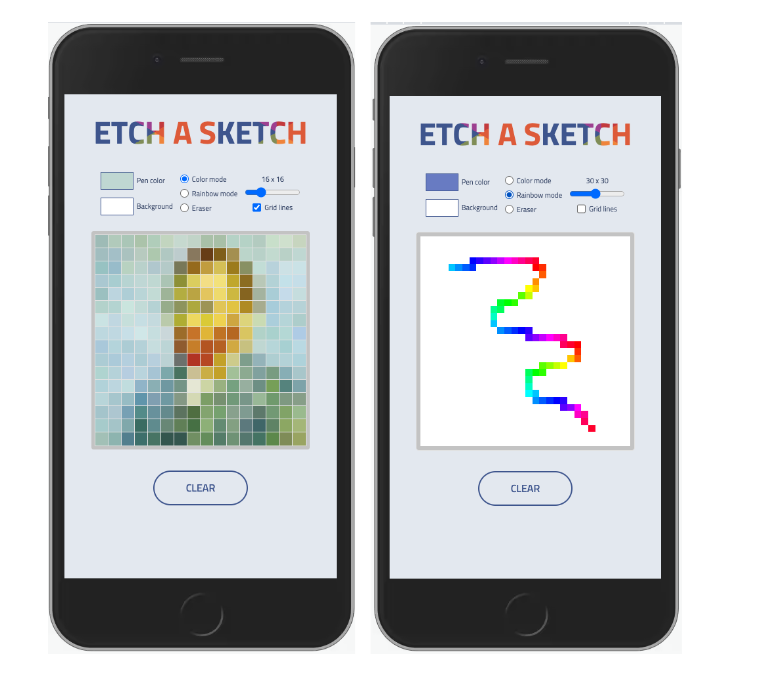 ETCH A SKETCH
Pen color
Color mode
16 x 16
Rainbow mode
Background
Eraser
Grid lines
CLEAR
ETCH A SKETCH
Pen color
Color mode
30 x 30
Rainbow mode
Background
Eraser
Grid lines
CLEAR